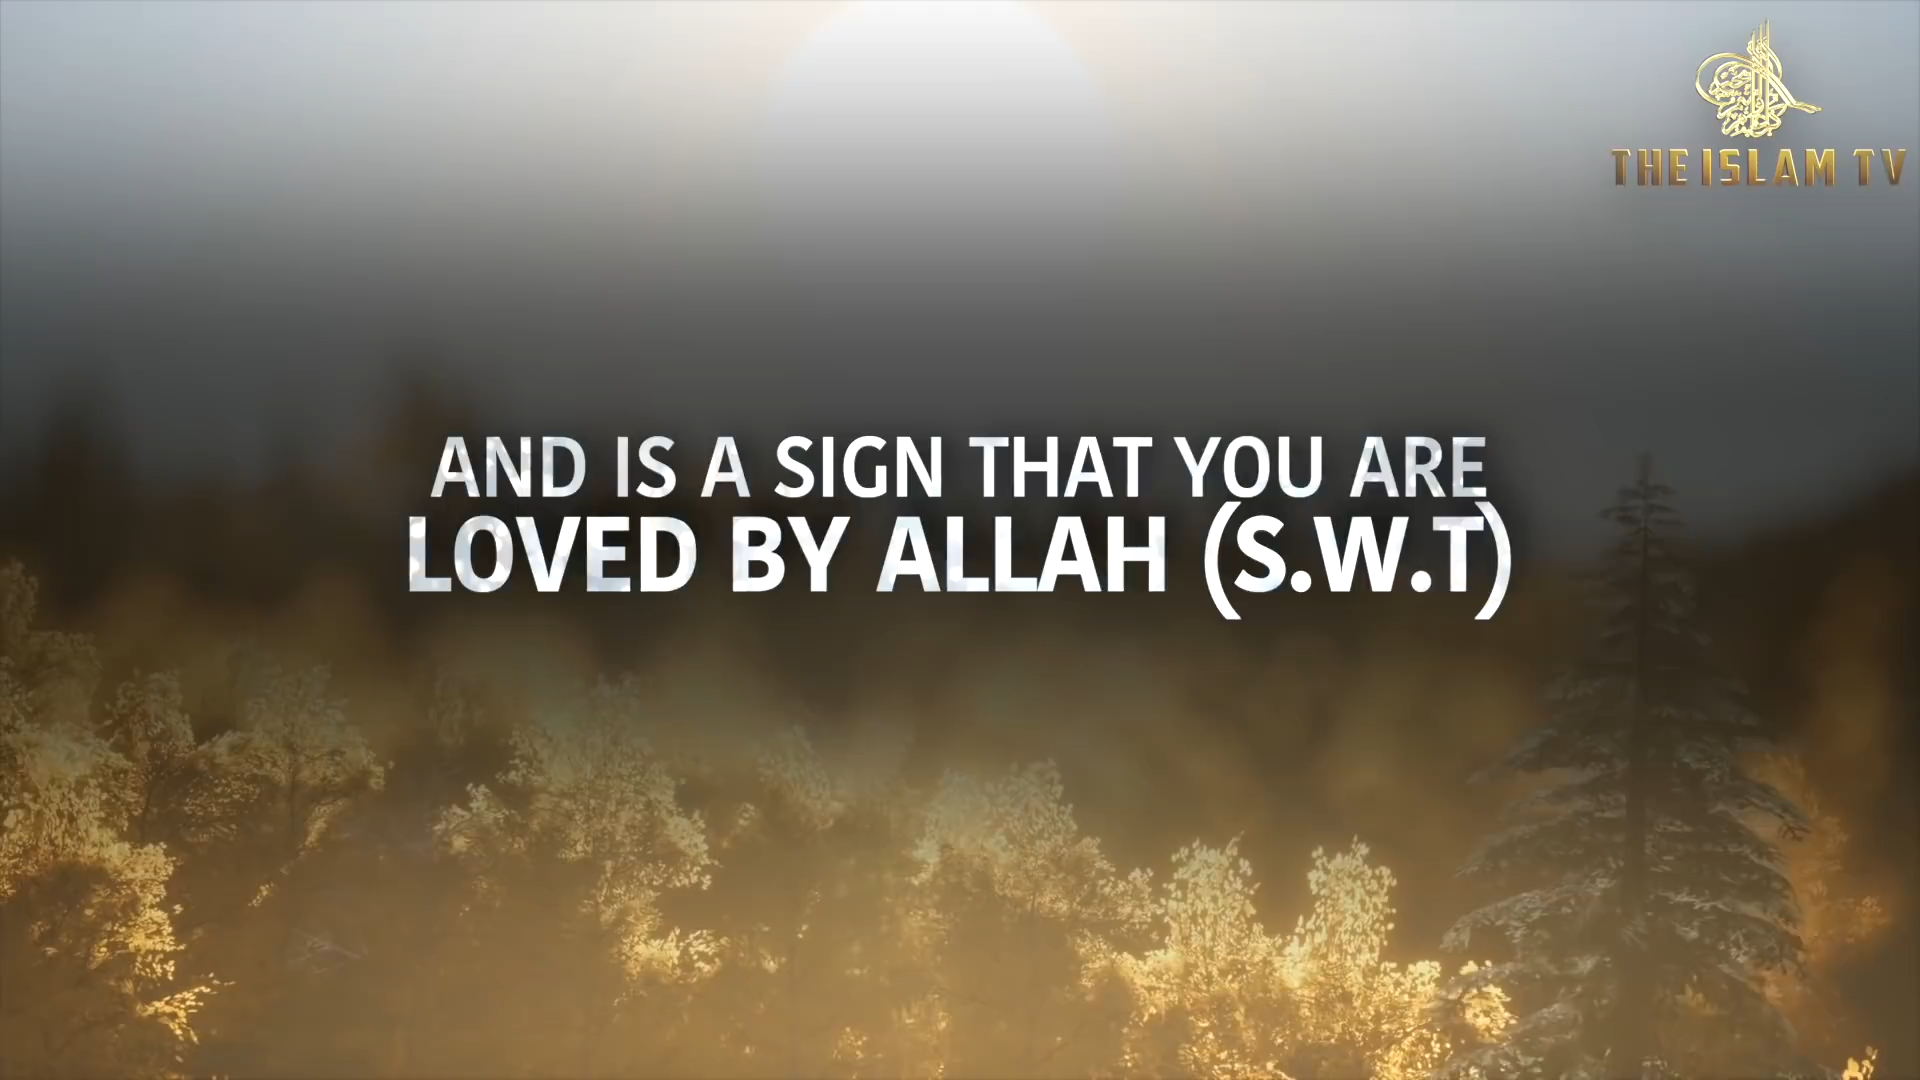 THE ISLAM TV
AND IS A SIGN THAT YOU ARE
LOVED BY ALLAH (S.W.T)